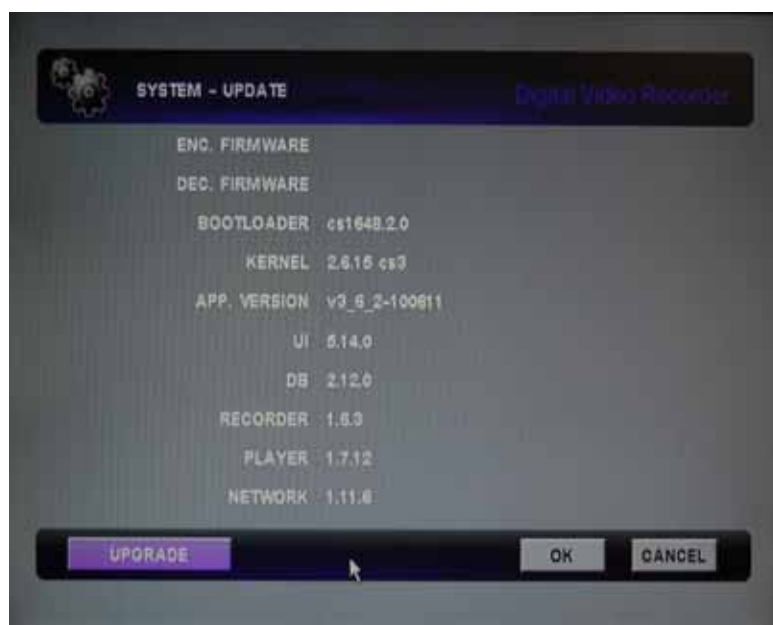 SYSTEM - UPDATE
Digital Video Recorder
ENC. FIRMWARE
DEC. FIRMWARE
BOOTLOADER cs1648.2.0
KERNEL 2.6.15 cs3
APP. VERSION v3_6_2-100611
UI 5.14.0
DB 2.12.0
RECORDER 1.6.3
PLAYER 1.7.12
NETWORK 1.11.6
UPGRADE
OK
CANCEL